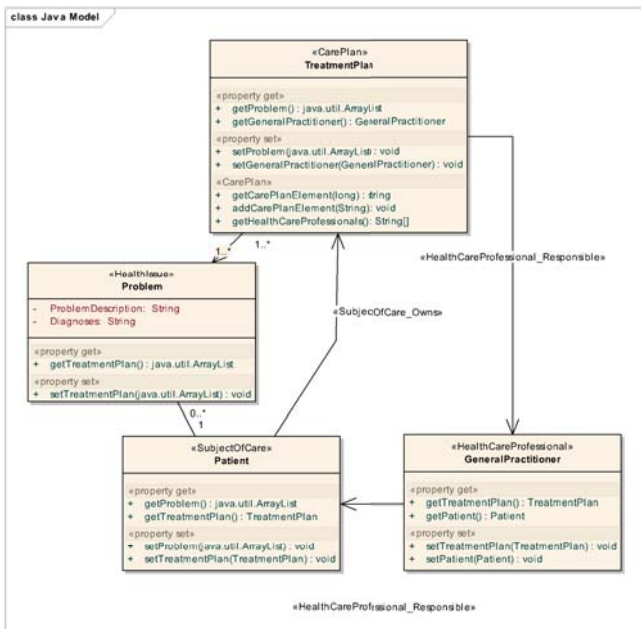 class Java Model
«CarePlan»
TreatmentPlan
«property get»
+ getProblem() : java.util.ArrayList
+ getGeneralPractitioner() : GeneralPractitioner
«property set»
+ setProblem(java.util.ArrayList) : void
+ setGeneralPractitioner(GeneralPractitioner) : void
«CarePlan»
+ getCarePlanElement(long) : string
+ addCarePlanElement(String): void
+ getHealthCareProfessionals(): String[]
1..*
1..*
«HealthCareProfessional_Responsible»
«HealthIssue»
Problem
- ProblemDescription: String
- Diagnoses: String
«property get»
+ getTreatmentPlan() : java.util.ArrayList
«property set»
+ setTreatmentPlan(java.util.ArrayList) : void
«SubjectOfCare_Owns»
0..*
1
«SubjectOfCare»
Patient
«property get»
+ getProblem() : java.util.ArrayList
+ getTreatmentPlan() : TreatmentPlan
«property set»
+ setProblem(java.util.ArrayList) : void
+ setTreatmentPlan(TreatmentPlan) : void
«HealthCareProfessional»
GeneralPractitioner
«property get»
+ getTreatmentPlan() : TreatmentPlan
+ getPatient() : Patient
«property set»
+ setTreatmentPlan(TreatmentPlan) : void
+ setPatient(Patient) : void
«HealthCareProfessional_Responsible»